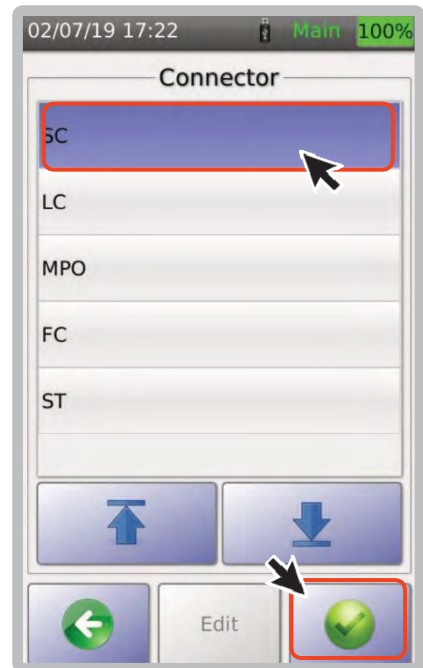 02/07/19 17:22 Main 100%
Connector
SC
LC
MPO
FC
ST
Edit